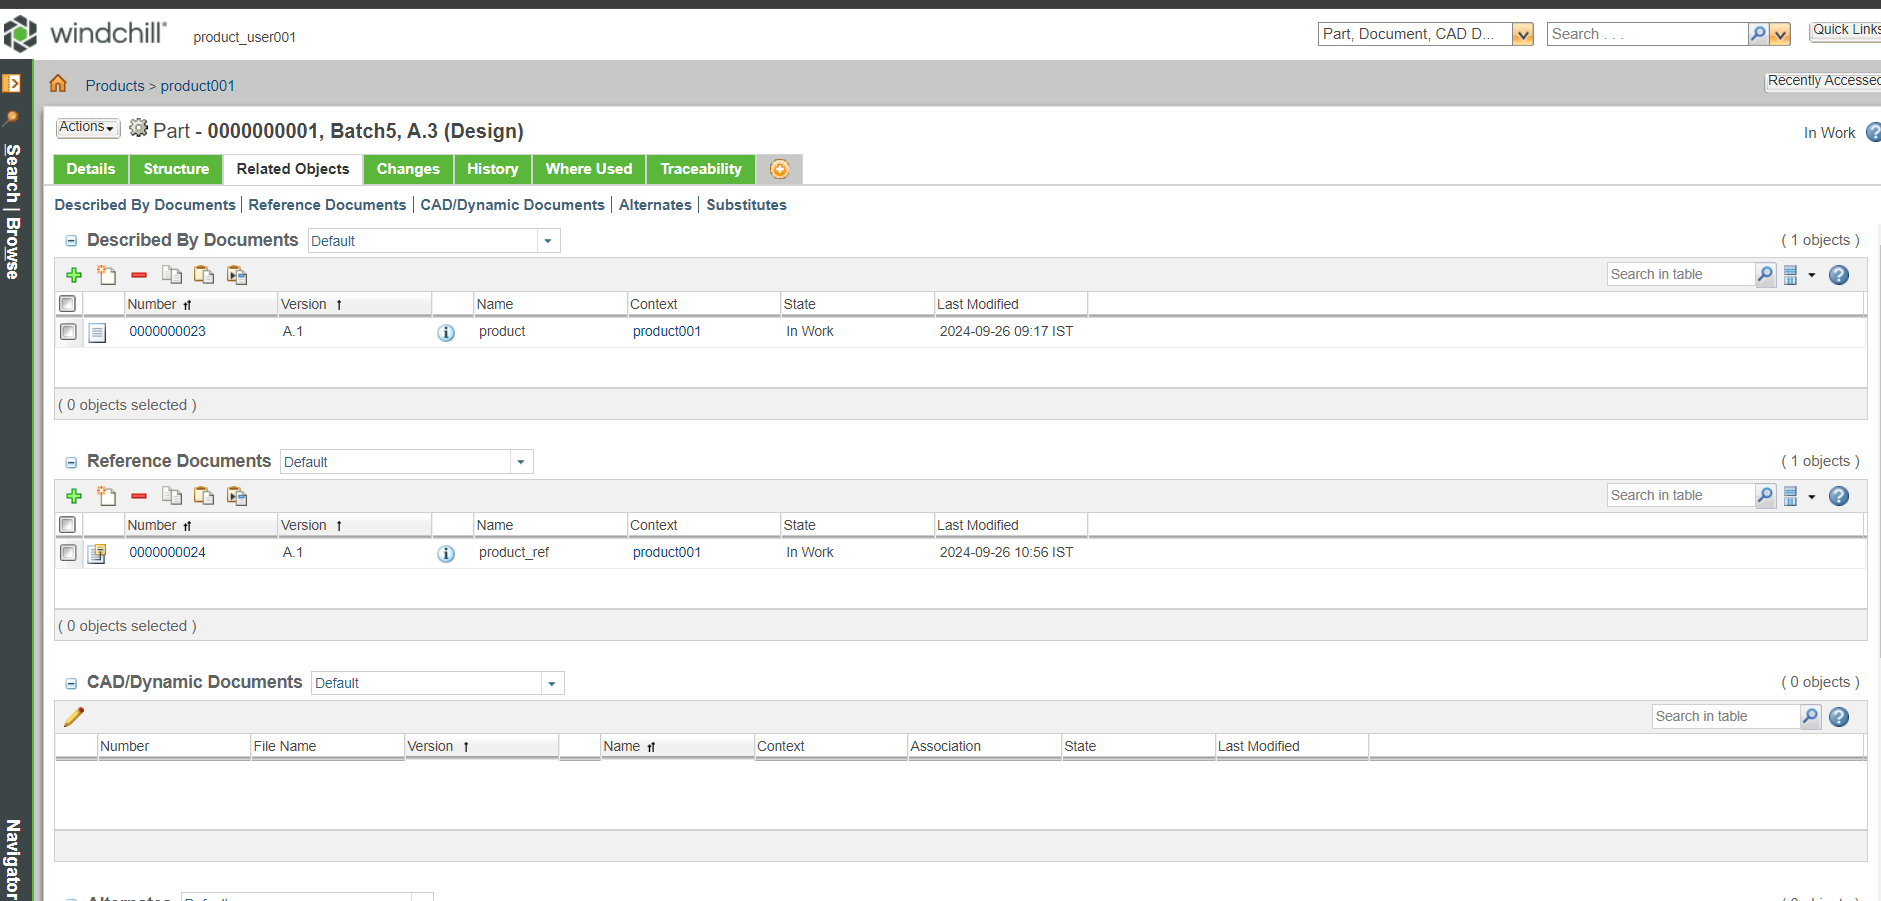 windchill
product_user001
Part, Document, CAD D...
Search . . .
Quick Links
Products > product001
Recently Accessed
Actions
Part - 0000000001, Batch5, A.3 (Design)
In Work
Details
Structure
Related Objects
Changes
History
Where Used
Traceability
Search | Browse
Navigator
Described By Documents | Reference Documents | CAD/Dynamic Documents | Alternates | Substitutes
Described By Documents
Default
( 1 objects )
Search in table
Number Version Name Context State Last Modified
0000000023 A.1 product product001 In Work 2024-09-26 09:17 IST
( 0 objects selected )
Reference Documents
Default
( 1 objects )
Search in table
Number Version Name Context State Last Modified
0000000024 A.1 product_ref product001 In Work 2024-09-26 10:56 IST
( 0 objects selected )
CAD/Dynamic Documents
Default
( 0 objects )
Search in table
Number File Name Version Name Context Association State Last Modified